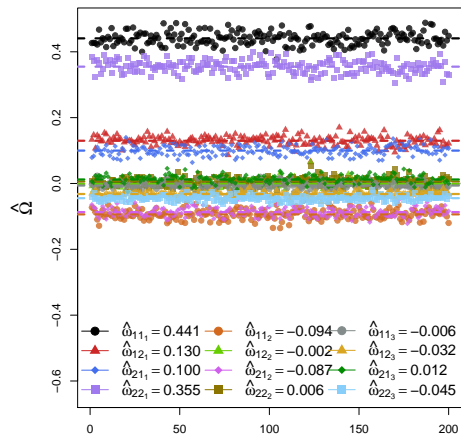 0.4
0.2
0.0
−0.2
−0.4
−0.6
Ω̂
ω̂₁₁₁ = 0.441 ω̂₁₁₂ = −0.094 ω̂₁₁₃ = −0.006
ω̂₁₂₁ = 0.130 ω̂₁₂₂ = −0.002 ω̂₁₂₃ = −0.032
ω̂₂₁₁ = 0.100 ω̂₂₁₂ = −0.087 ω̂₂₁₃ = 0.012
ω̂₂₂₁ = 0.355 ω̂₂₂₂ = 0.006 ω̂₂₂₃ = −0.045
0 50 100 150 200